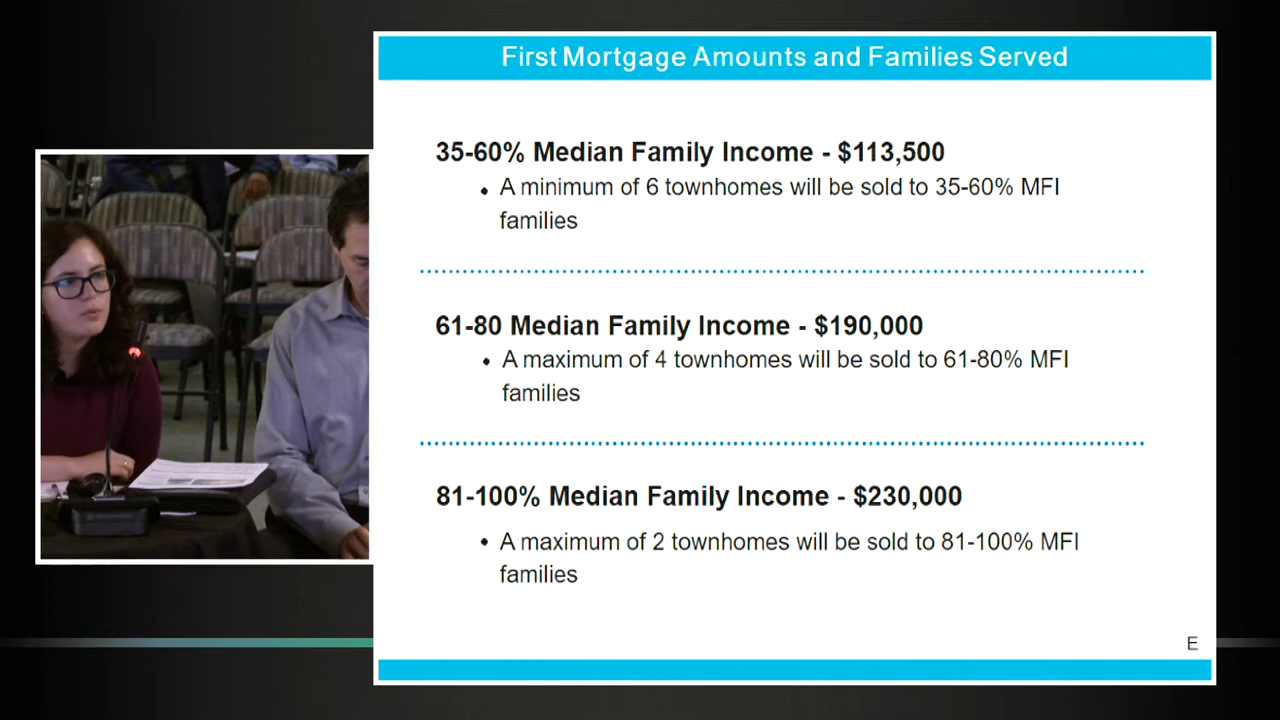 First Mortgage Amounts and Families Served
35-60% Median Family Income - $113,500
• A minimum of 6 townhomes will be sold to 35-60% MFI
families
61-80 Median Family Income - $190,000
• A maximum of 4 townhomes will be sold to 61-80% MFI
families
81-100% Median Family Income - $230,000
• A maximum of 2 townhomes will be sold to 81-100% MFI
families
E